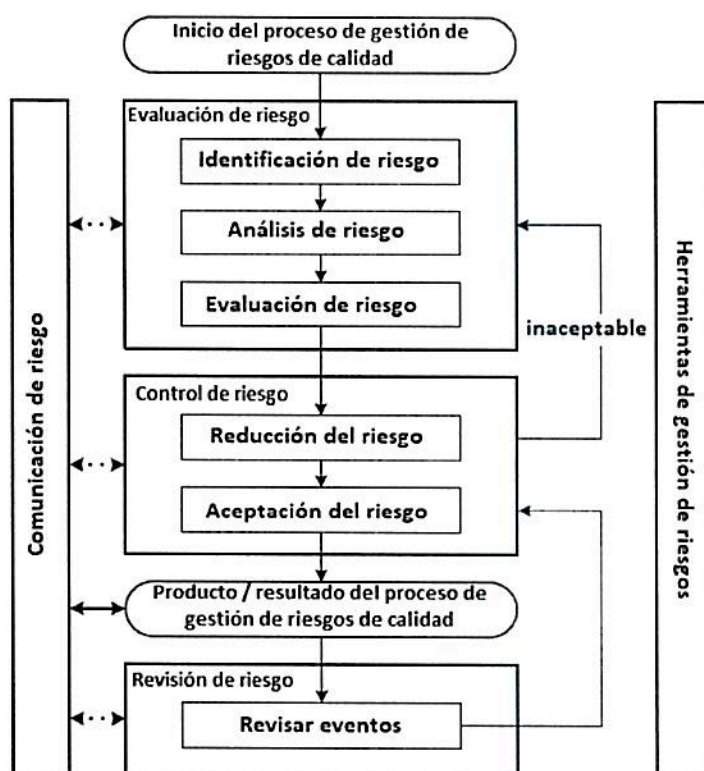 Inicio del proceso de gestión de
riesgos de calidad
Evaluación de riesgo
Identificación de riesgo
Análisis de riesgo
Evaluación de riesgo
inaceptable
Control de riesgo
Reducción del riesgo
Aceptación del riesgo
Producto / resultado del proceso de
gestión de riesgos de calidad
Revisión de riesgo
Revisar eventos
Comunicación de riesgo
Herramientas de gestión de riesgos